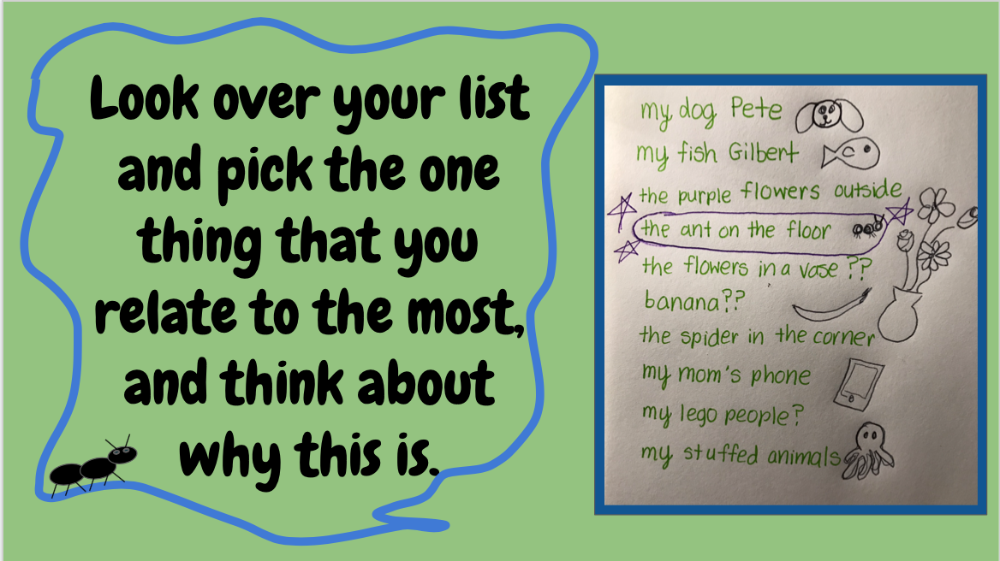 Look over your list
and pick the one
thing that you
relate to the most,
and think about
why this is.
my dog Pete
my fish Gilbert
the purple flowers outside
the ant on the floor
the flowers in a vase ??
banana??
the spider in the corner
my mom's phone
my lego people?
my stuffed animals